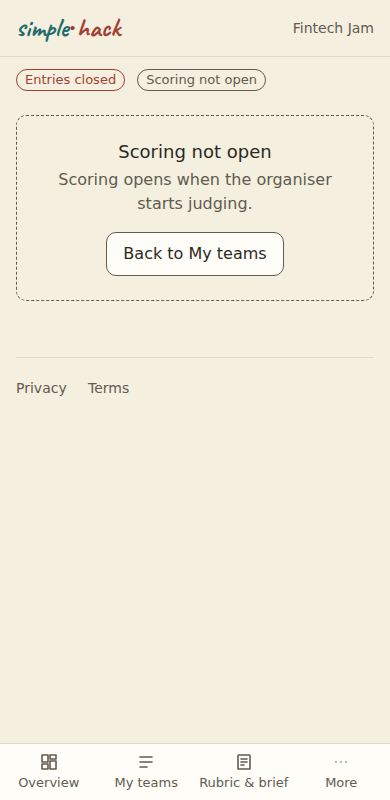 simple·hack
Fintech Jam
Entries closed
Scoring not open
Scoring not open
Scoring opens when the organiser
starts judging.
Back to My teams
Privacy
Terms
Overview
My teams
Rubric & brief
More